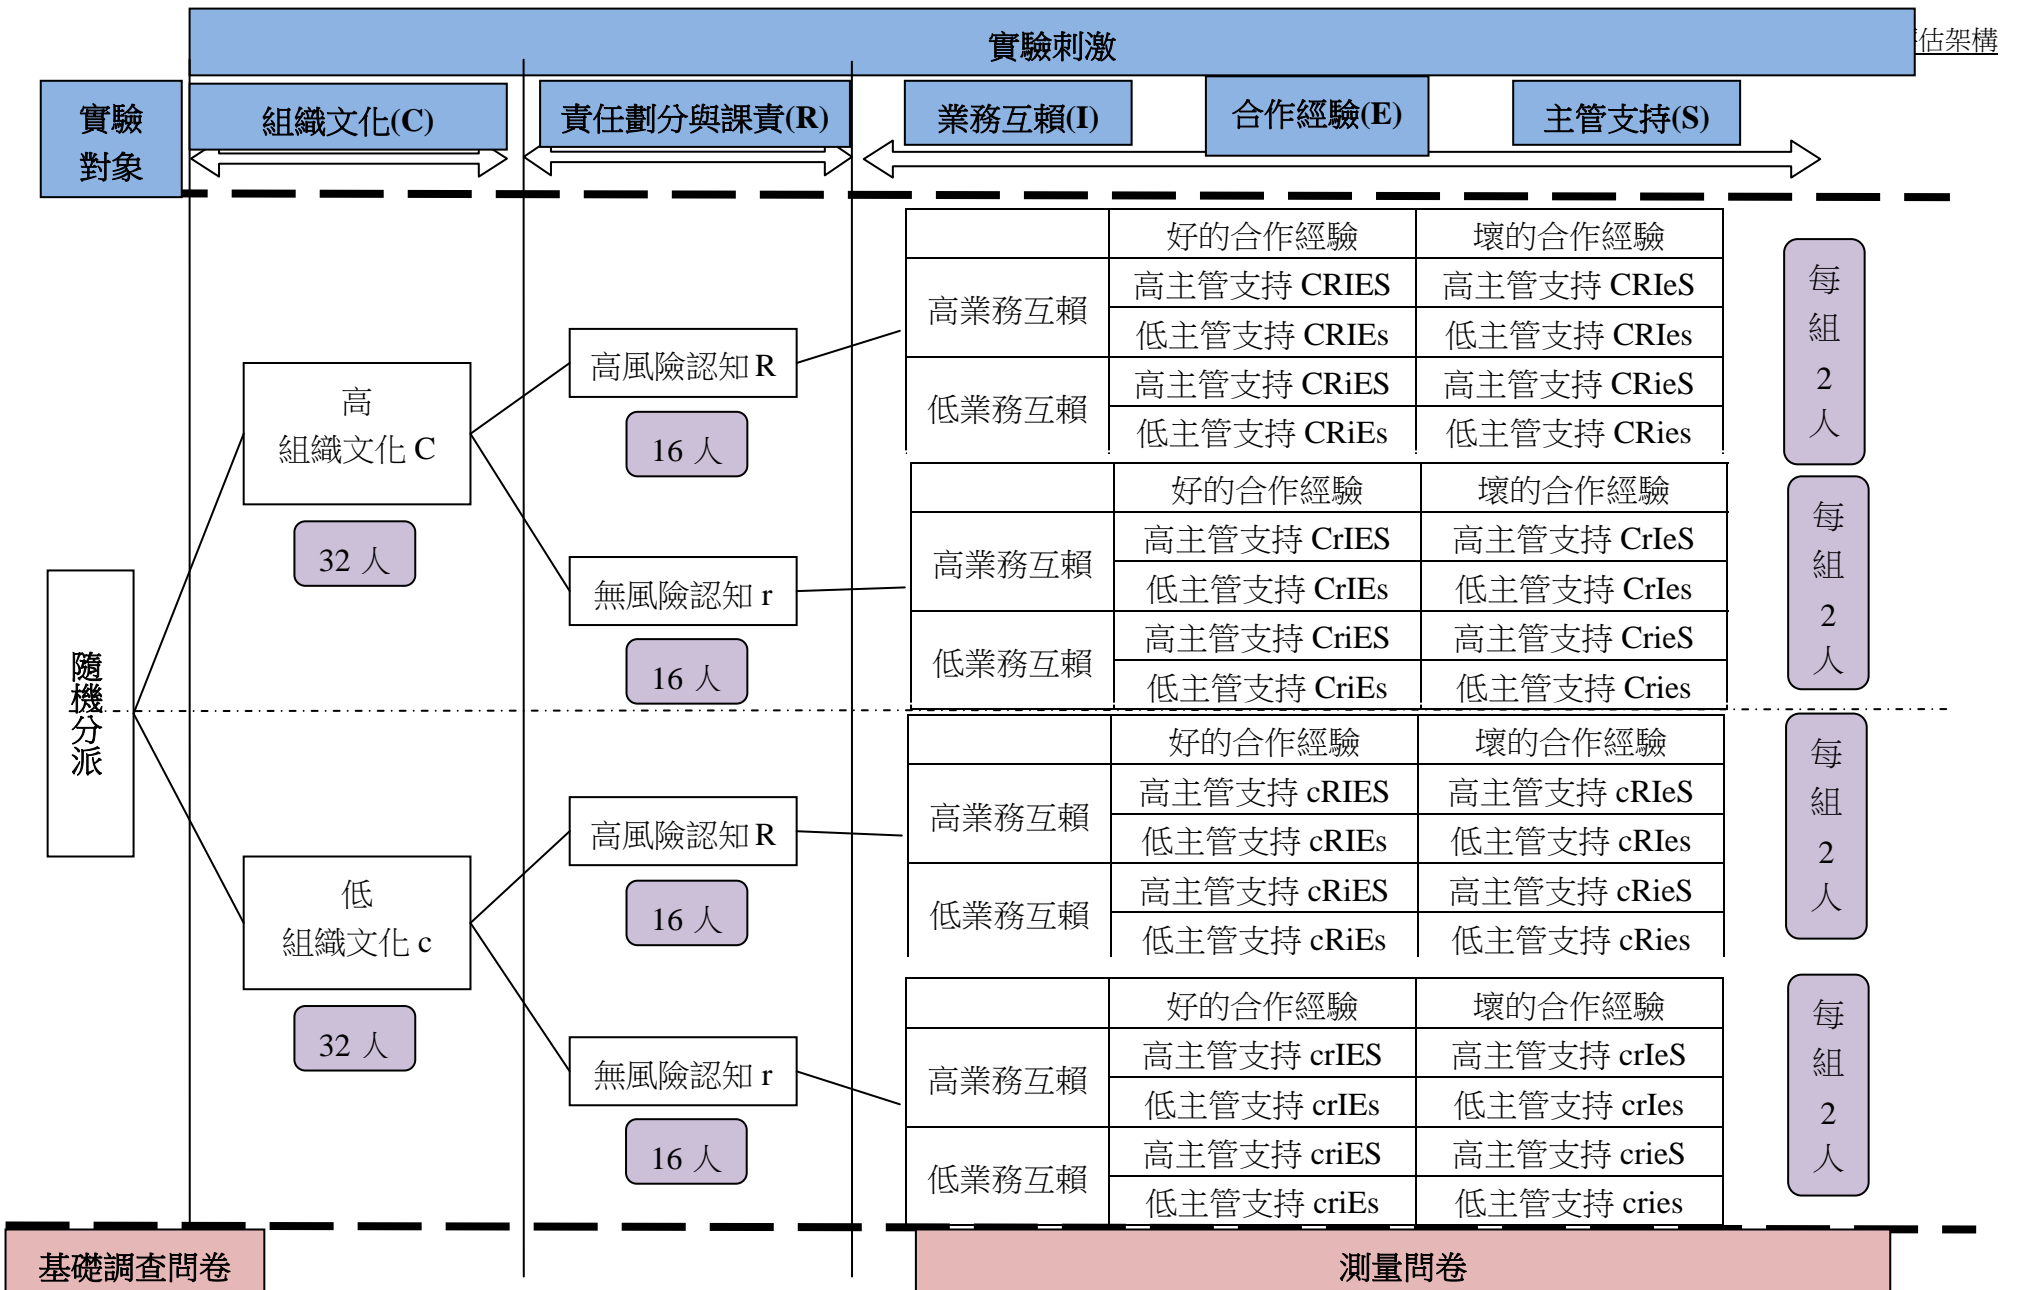 實驗刺激
估架構
實驗
對象
組織文化(C)
責任劃分與課責(R)
業務互賴(I)
合作經驗(E)
主管支持(S)
隨機分派
高
組織文化 C
32 人
高風險認知 R
16 人
好的合作經驗
壞的合作經驗
高業務互賴
高主管支持 CRIES
高主管支持 CRIeS
低主管支持 CRIEs
低主管支持 CRIes
低業務互賴
高主管支持 CRiES
高主管支持 CRieS
低主管支持 CRiEs
低主管支持 CRies
每
組
2
人
無風險認知 r
16 人
好的合作經驗
壞的合作經驗
高業務互賴
高主管支持 CrIES
高主管支持 CrIeS
低主管支持 CrIEs
低主管支持 CrIes
低業務互賴
高主管支持 CriES
高主管支持 CrieS
低主管支持 CriEs
低主管支持 Cries
每
組
2
人
低
組織文化 c
32 人
高風險認知 R
16 人
好的合作經驗
壞的合作經驗
高業務互賴
高主管支持 cRIES
高主管支持 cRIeS
低主管支持 cRIEs
低主管支持 cRIes
低業務互賴
高主管支持 cRiES
高主管支持 cRieS
低主管支持 cRiEs
低主管支持 cRies
每
組
2
人
無風險認知 r
16 人
好的合作經驗
壞的合作經驗
高業務互賴
高主管支持 crIES
高主管支持 crIeS
低主管支持 crIEs
低主管支持 crIes
低業務互賴
高主管支持 criES
高主管支持 crieS
低主管支持 criEs
低主管支持 cries
每
組
2
人
基礎調查問卷
測量問卷